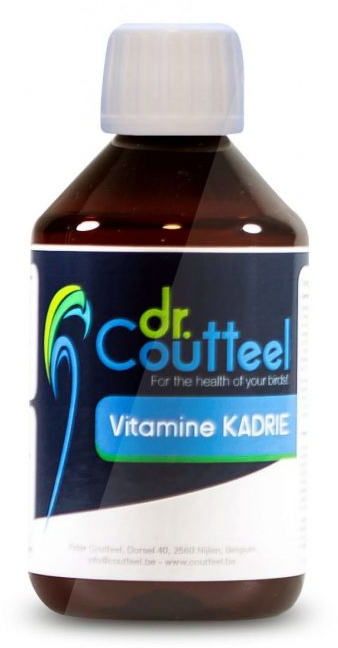 dr.
Coutteel
For the health of your birds!
Vitamine KADRIE
Peter Coutteel, Dorsel 40, 2560 Nijlen, Belgium
info@coutteel.be - www.coutteel.be